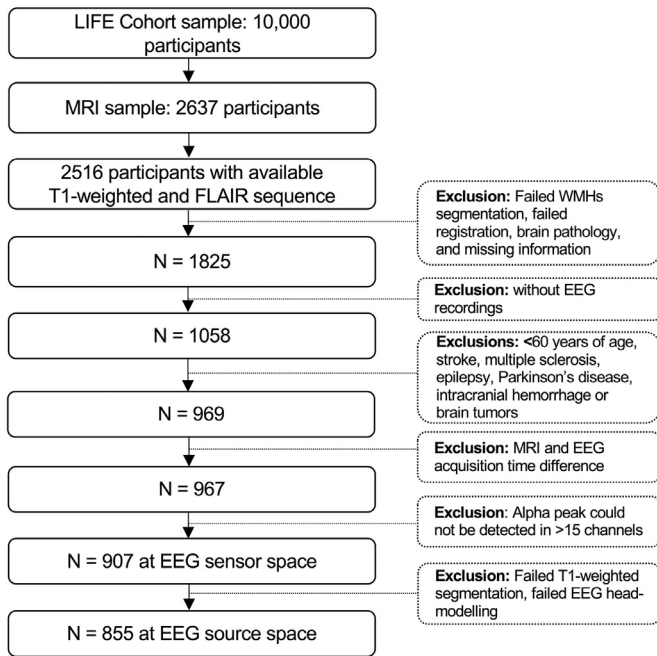 LIFE Cohort sample: 10,000
participants
MRI sample: 2637 participants
2516 participants with available
T1-weighted and FLAIR sequence
Exclusion: Failed WMHs
segmentation, failed
registration, brain pathology,
and missing information
N = 1825
Exclusion: without EEG
recordings
N = 1058
Exclusions: <60 years of age,
stroke, multiple sclerosis,
epilepsy, Parkinson's disease,
intracranial hemorrhage or
brain tumors
N = 969
Exclusion: MRI and EEG
acquisition time difference
N = 967
Exclusion: Alpha peak could
not be detected in >15 channels
N = 907 at EEG sensor space
Exclusion: Failed T1-weighted
segmentation, failed EEG head-
modelling
N = 855 at EEG source space